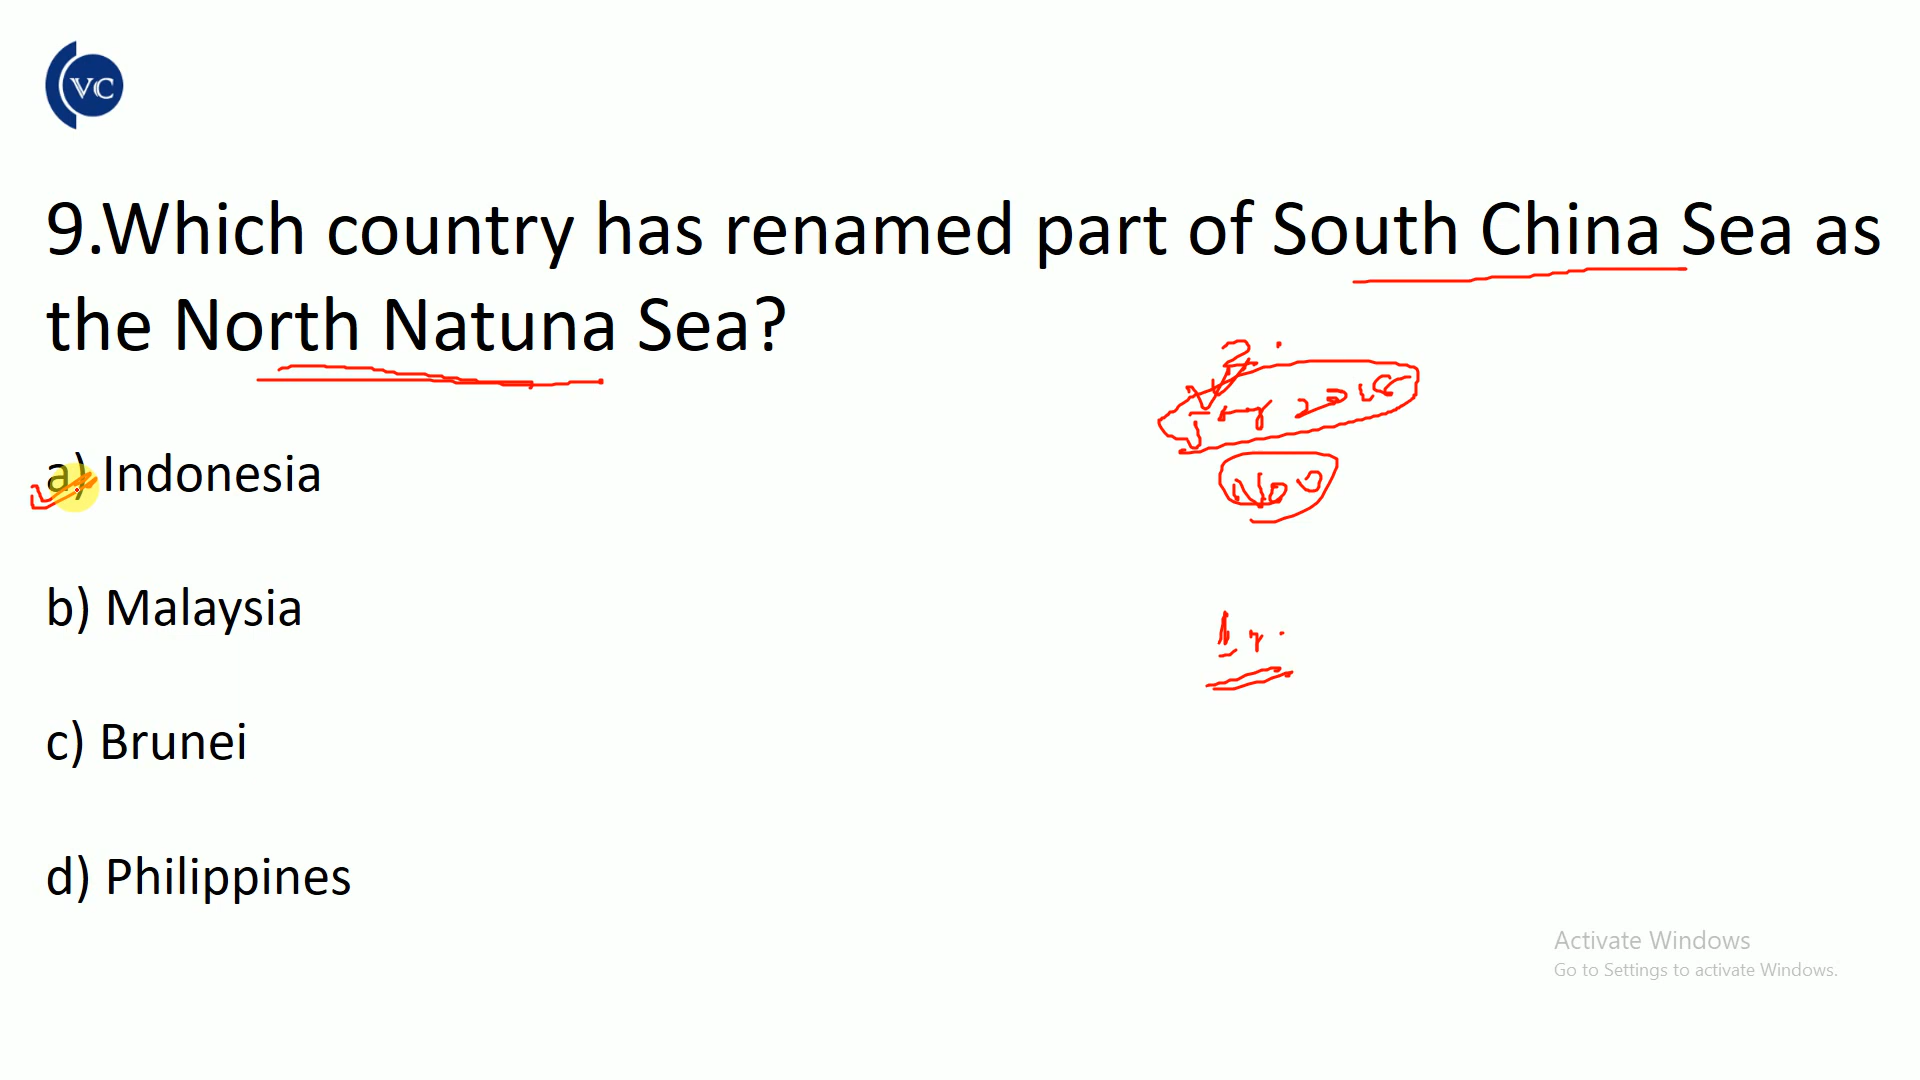 VC
9.Which country has renamed part of South China Sea as
the North Natuna Sea?
a) Indonesia
b) Malaysia
c) Brunei
d) Philippines
Activate Windows
Go to Settings to activate Windows.